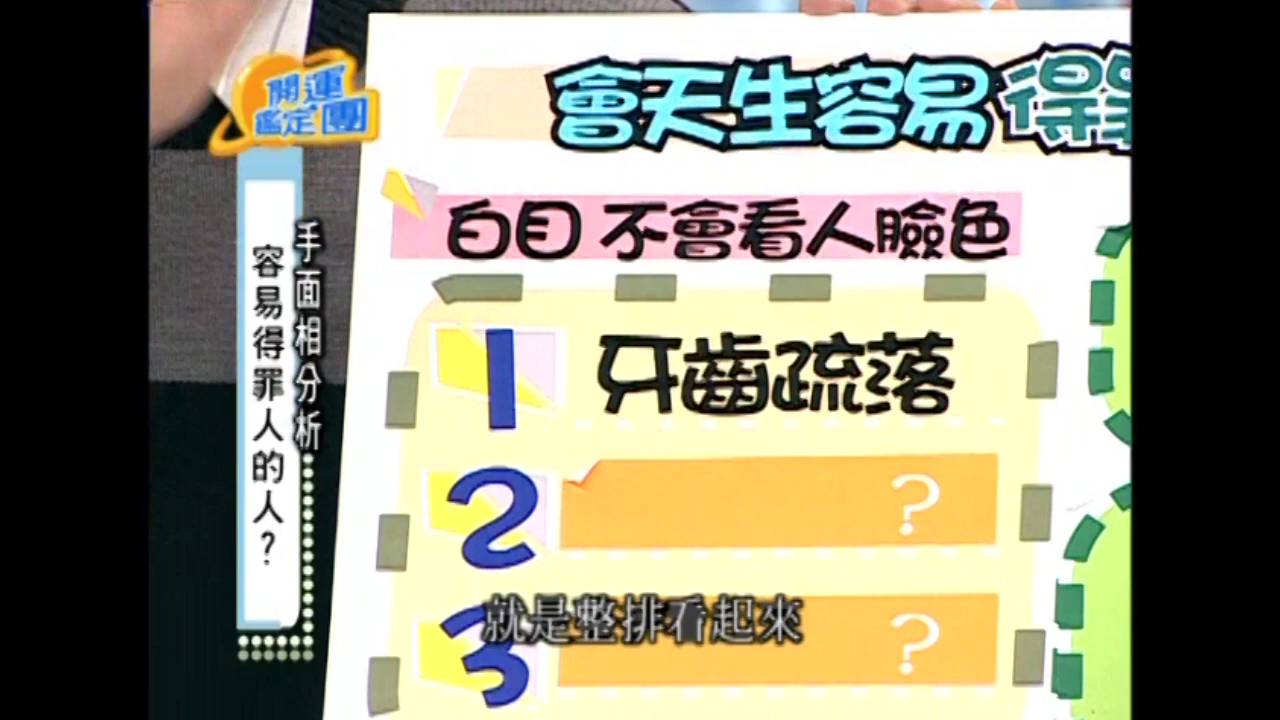 開運
鑑定團
會天生容易得罪
白目 不會看人臉色
1 牙齒疏落
2 ?
3 ?
手面相分析
容易得罪人的人?
就是整排看起來